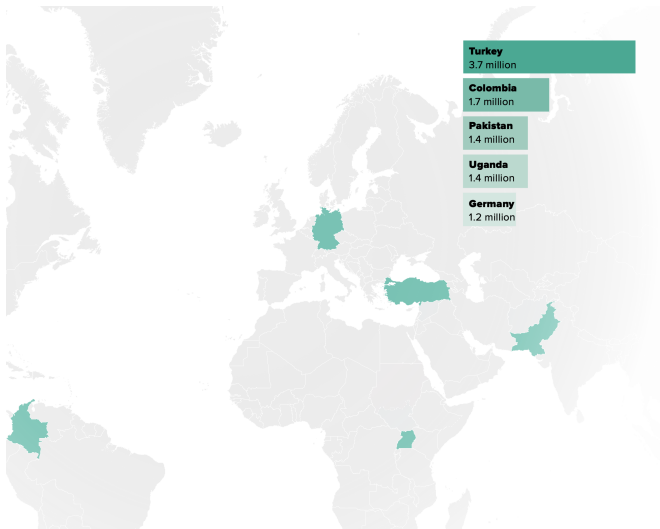 Turkey
3.7 million
Colombia
1.7 million
Pakistan
1.4 million
Uganda
1.4 million
Germany
1.2 million